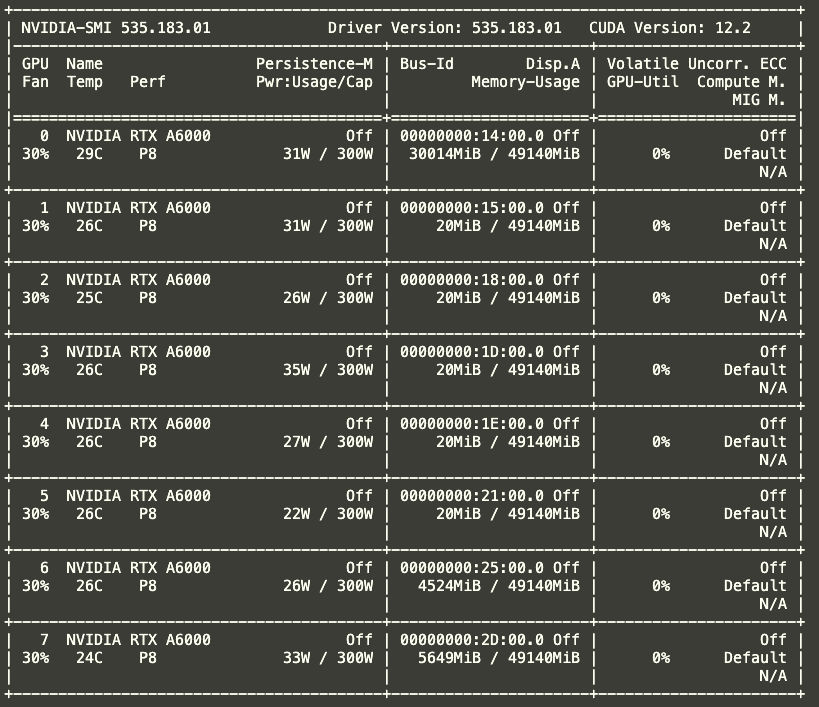 +---------------------------------------------------------------------------------------+
| NVIDIA-SMI 535.183.01             Driver Version: 535.183.01   CUDA Version: 12.2     |
|-----------------------------------------+----------------------+----------------------+
| GPU  Name                 Persistence-M | Bus-Id        Disp.A | Volatile Uncorr. ECC |
| Fan  Temp   Perf          Pwr:Usage/Cap |         Memory-Usage | GPU-Util  Compute M. |
|                                         |                      |               MIG M. |
|=========================================+======================+======================|
|   0  NVIDIA RTX A6000               Off | 00000000:14:00.0 Off |                  Off |
| 30%   29C    P8              31W / 300W |  30014MiB / 49140MiB |      0%      Default |
|                                         |                      |                  N/A |
+-----------------------------------------+----------------------+----------------------+
|   1  NVIDIA RTX A6000               Off | 00000000:15:00.0 Off |                  Off |
| 30%   26C    P8              31W / 300W |     20MiB / 49140MiB |      0%      Default |
|                                         |                      |                  N/A |
+-----------------------------------------+----------------------+----------------------+
|   2  NVIDIA RTX A6000               Off | 00000000:18:00.0 Off |                  Off |
| 30%   25C    P8              26W / 300W |     20MiB / 49140MiB |      0%      Default |
|                                         |                      |                  N/A |
+-----------------------------------------+----------------------+----------------------+
|   3  NVIDIA RTX A6000               Off | 00000000:1D:00.0 Off |                  Off |
| 30%   26C    P8              35W / 300W |     20MiB / 49140MiB |      0%      Default |
|                                         |                      |                  N/A |
+-----------------------------------------+----------------------+----------------------+
|   4  NVIDIA RTX A6000               Off | 00000000:1E:00.0 Off |                  Off |
| 30%   26C    P8              27W / 300W |     20MiB / 49140MiB |      0%      Default |
|                                         |                      |                  N/A |
+-----------------------------------------+----------------------+----------------------+
|   5  NVIDIA RTX A6000               Off | 00000000:21:00.0 Off |                  Off |
| 30%   26C    P8              22W / 300W |     20MiB / 49140MiB |      0%      Default |
|                                         |                      |                  N/A |
+-----------------------------------------+----------------------+----------------------+
|   6  NVIDIA RTX A6000               Off | 00000000:25:00.0 Off |                  Off |
| 30%   26C    P8              26W / 300W |   4524MiB / 49140MiB |      0%      Default |
|                                         |                      |                  N/A |
+-----------------------------------------+----------------------+----------------------+
|   7  NVIDIA RTX A6000               Off | 00000000:2D:00.0 Off |                  Off |
| 30%   24C    P8              33W / 300W |   5649MiB / 49140MiB |      0%      Default |
|                                         |                      |                  N/A |
+-----------------------------------------+----------------------+----------------------+